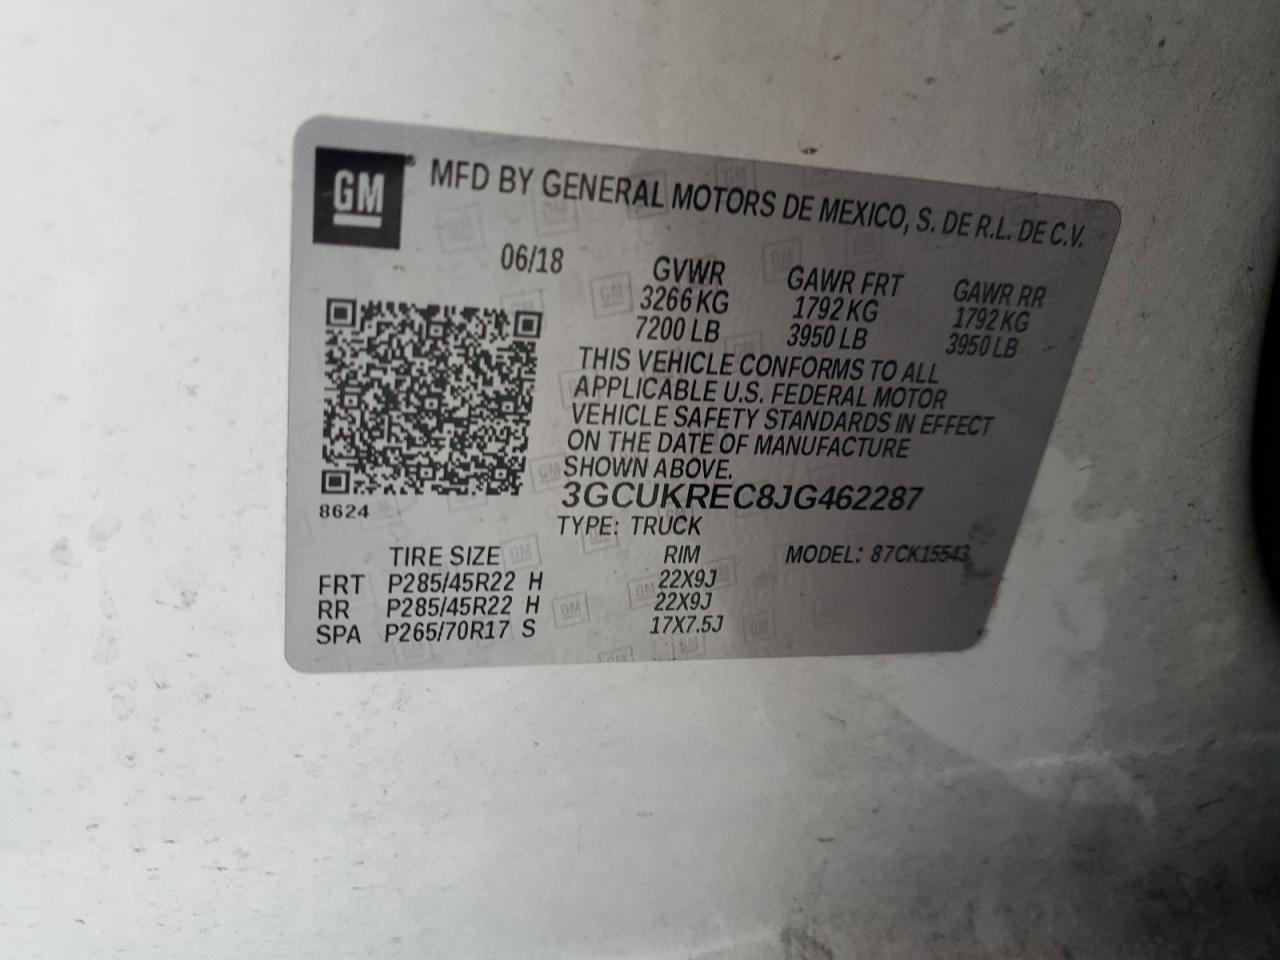 GM® MFD BY GENERAL MOTORS DE MEXICO, S. DE R.L. DE C.V.
06/18 GVWR GAWR FRT GAWR RR
3266 KG 1792 KG 1792 KG
7200 LB 3950 LB 3950 LB
THIS VEHICLE CONFORMS TO ALL
APPLICABLE U.S. FEDERAL MOTOR
VEHICLE SAFETY STANDARDS IN EFFECT
ON THE DATE OF MANUFACTURE
SHOWN ABOVE.
3GCUKREC8JG462287
8624
TYPE: TRUCK
TIRE SIZE RIM MODEL: 87CK15543
FRT P285/45R22 H 22X9J
RR P285/45R22 H 22X9J
SPA P265/70R17 S 17X7.5J